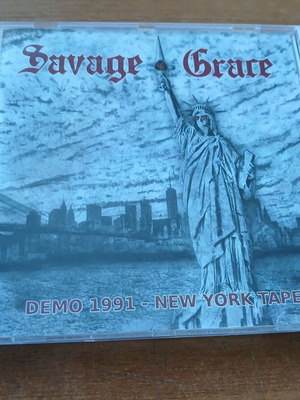 Savage Grace
DEMO 1991 - NEW YORK TAPE